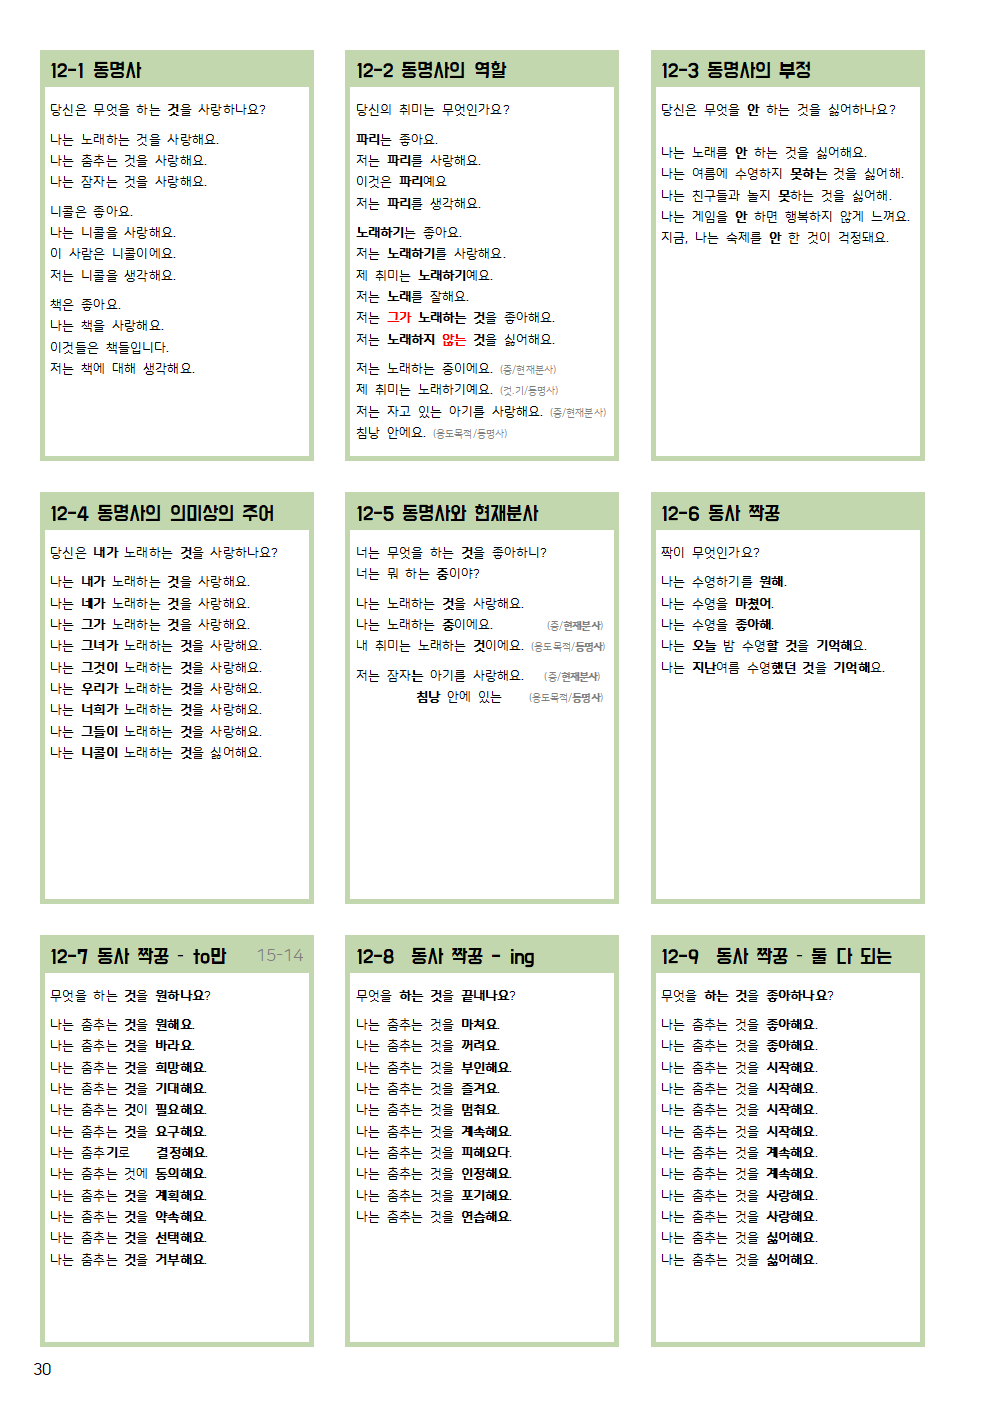 12-1 동명사
당신은 무엇을 하는 것을 사랑하나요?
나는 노래하는 것을 사랑해요.
나는 춤추는 것을 사랑해요.
나는 잠자는 것을 사랑해요.
니콜은 좋아요.
나는 니콜을 사랑해요.
이 사람은 니콜이에요.
저는 니콜을 생각해요.
책은 좋아요.
나는 책을 사랑해요.
이것들은 책들입니다.
저는 책에 대해 생각해요.
12-2 동명사의 역할
당신의 취미는 무엇인가요?
파리는 좋아요.
저는 파리를 사랑해요.
이것은 파리예요
저는 파리를 생각해요.
노래하기는 좋아요.
저는 노래하기를 사랑해요.
제 취미는 노래하기예요.
저는 노래를 잘해요.
저는 그가 노래하는 것을 좋아해요.
저는 노래하지 않는 것을 싫어해요.
저는 노래하는 중이에요. (중/현재분사)
제 취미는 노래하기예요. (것,기/동명사)
저는 자고 있는 아기를 사랑해요. (중/현재분사)
침낭 안에요. (용도목적/동명사)
12-3 동명사의 부정
당신은 무엇을 안 하는 것을 싫어하나요?
나는 노래를 안 하는 것을 싫어해요.
나는 여름에 수영하지 못하는 것을 싫어해.
나는 친구들과 놀지 못하는 것을 싫어해.
나는 게임을 안 하면 행복하지 않게 느껴요.
지금, 나는 숙제를 안 한 것이 걱정돼요.
12-4 동명사의 의미상의 주어
당신은 내가 노래하는 것을 사랑하나요?
나는 내가 노래하는 것을 사랑해요.
나는 네가 노래하는 것을 사랑해요.
나는 그가 노래하는 것을 사랑해요.
나는 그녀가 노래하는 것을 사랑해요.
나는 그것이 노래하는 것을 사랑해요.
나는 우리가 노래하는 것을 사랑해요.
나는 너희가 노래하는 것을 사랑해요.
나는 그들이 노래하는 것을 사랑해요.
나는 니콜이 노래하는 것을 싫어해요.
12-5 동명사와 현재분사
너는 무엇을 하는 것을 좋아하니?
너는 뭐 하는 중이야?
나는 노래하는 것을 사랑해요.
나는 노래하는 중이에요. (중/현재분사)
내 취미는 노래하는 것이에요. (용도목적/동명사)
저는 잠자는 아기를 사랑해요. (중/현재분사)
침낭 안에 있는 (용도목적/동명사)
12-6 동사 짝꿍
짝이 무엇인가요?
나는 수영하기를 원해.
나는 수영을 마쳤어.
나는 수영을 좋아해.
나는 오늘 밤 수영할 것을 기억해요.
나는 지난여름 수영했던 것을 기억해요.
12-7 동사 짝꿍 - to만 15-14
무엇을 하는 것을 원하나요?
나는 춤추는 것을 원해요.
나는 춤추는 것을 바라요.
나는 춤추는 것을 희망해요.
나는 춤추는 것을 기대해요.
나는 춤추는 것이 필요해요.
나는 춤추는 것을 요구해요.
나는 춤추기로 결정해요.
나는 춤추는 것에 동의해요.
나는 춤추는 것을 계획해요.
나는 춤추는 것을 약속해요.
나는 춤추는 것을 선택해요.
나는 춤추는 것을 거부해요.
12-8 동사 짝꿍 - ing
무엇을 하는 것을 끝내나요?
나는 춤추는 것을 마쳐요.
나는 춤추는 것을 꺼려요.
나는 춤추는 것을 부인해요.
나는 춤추는 것을 즐겨요.
나는 춤추는 것을 멈춰요.
나는 춤추는 것을 계속해요.
나는 춤추는 것을 피해요다.
나는 춤추는 것을 인정해요.
나는 춤추는 것을 포기해요.
나는 춤추는 것을 연습해요.
12-9 동사 짝꿍 - 둘 다 되는
무엇을 하는 것을 좋아하나요?
나는 춤추는 것을 좋아해요.
나는 춤추는 것을 좋아해요.
나는 춤추는 것을 시작해요.
나는 춤추는 것을 시작해요.
나는 춤추는 것을 시작해요.
나는 춤추는 것을 시작해요.
나는 춤추는 것을 계속해요.
나는 춤추는 것을 계속해요.
나는 춤추는 것을 사랑해요.
나는 춤추는 것을 사랑해요.
나는 춤추는 것을 싫어해요.
나는 춤추는 것을 싫어해요.
30